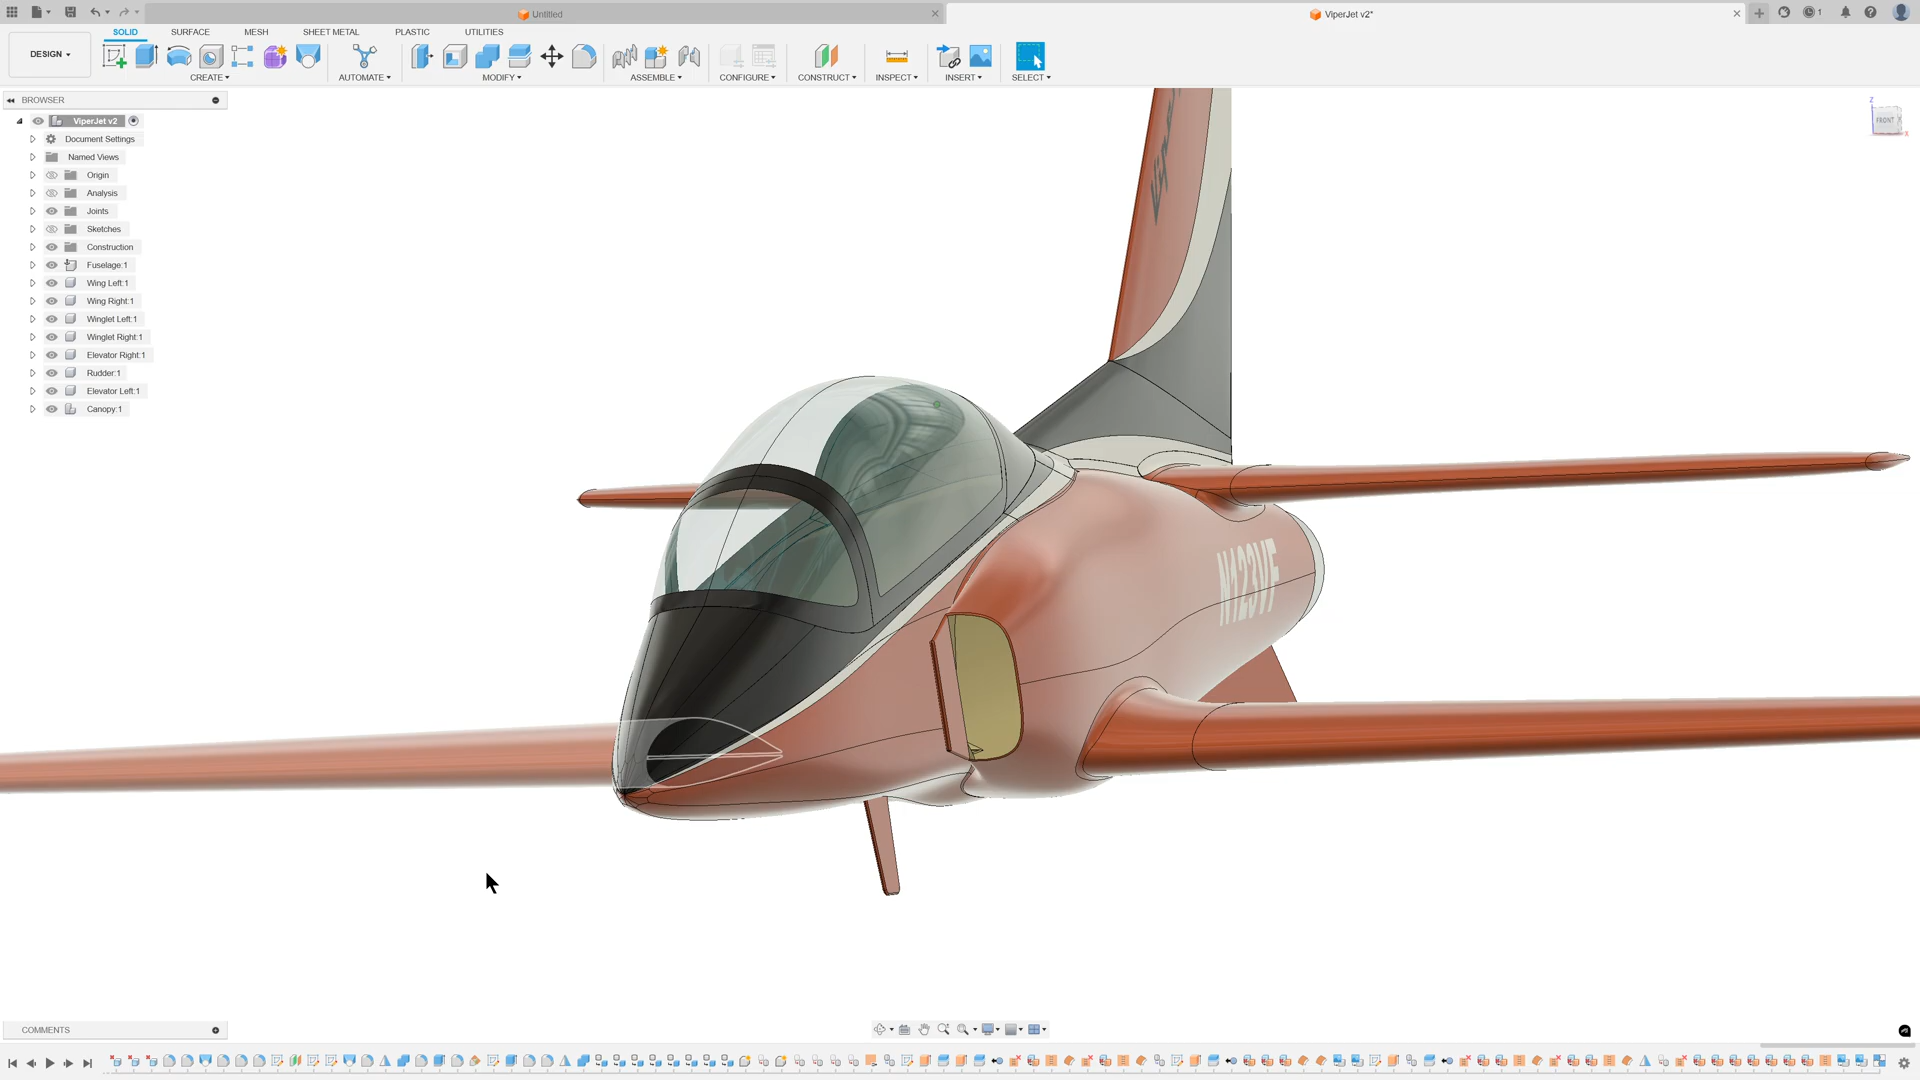 Untitled
ViperJet v2*
1
DESIGN
SOLID
SURFACE
MESH
SHEET METAL
PLASTIC
UTILITIES
CREATE
AUTOMATE
MODIFY
ASSEMBLE
CONFIGURE
CONSTRUCT
INSPECT
INSERT
SELECT
BROWSER
ViperJet v2
Document Settings
Named Views
Origin
Analysis
Joints
Sketches
Construction
Fuselage:1
Wing Left:1
Wing Right:1
Winglet Left:1
Winglet Right:1
Elevator Right:1
Rudder:1
Elevator Left:1
Canopy:1
Z
FRONT
X
N123VF
COMMENTS